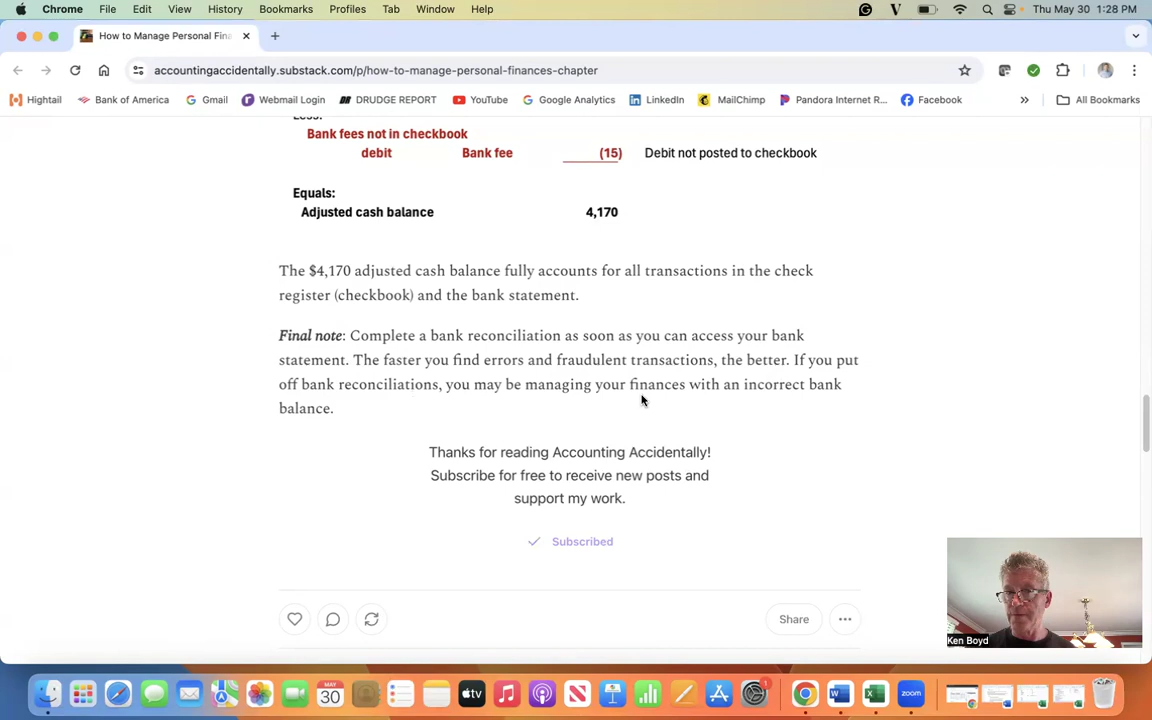 Chrome File Edit View History Bookmarks Profiles Tab Window Help Thu May 30 1:28 PM
How to Manage Personal Fina
accountingaccidentally.substack.com/p/how-to-manage-personal-finances-chapter
Hightail Bank of America Gmail Webmail Login DRUDGE REPORT YouTube Google Analytics LinkedIn MailChimp Pandora Internet R... Facebook » All Bookmarks
Less:
Bank fees not in checkbook
debit Bank fee (15) Debit not posted to checkbook
Equals:
Adjusted cash balance 4,170
The $4,170 adjusted cash balance fully accounts for all transactions in the check
register (checkbook) and the bank statement.
Final note: Complete a bank reconciliation as soon as you can access your bank
statement. The faster you find errors and fraudulent transactions, the better. If you put
off bank reconciliations, you may be managing your finances with an incorrect bank
balance.
Thanks for reading Accounting Accidentally!
Subscribe for free to receive new posts and
support my work.
Subscribed
Share
Ken Boyd
MAY
30
tv
zoom
1